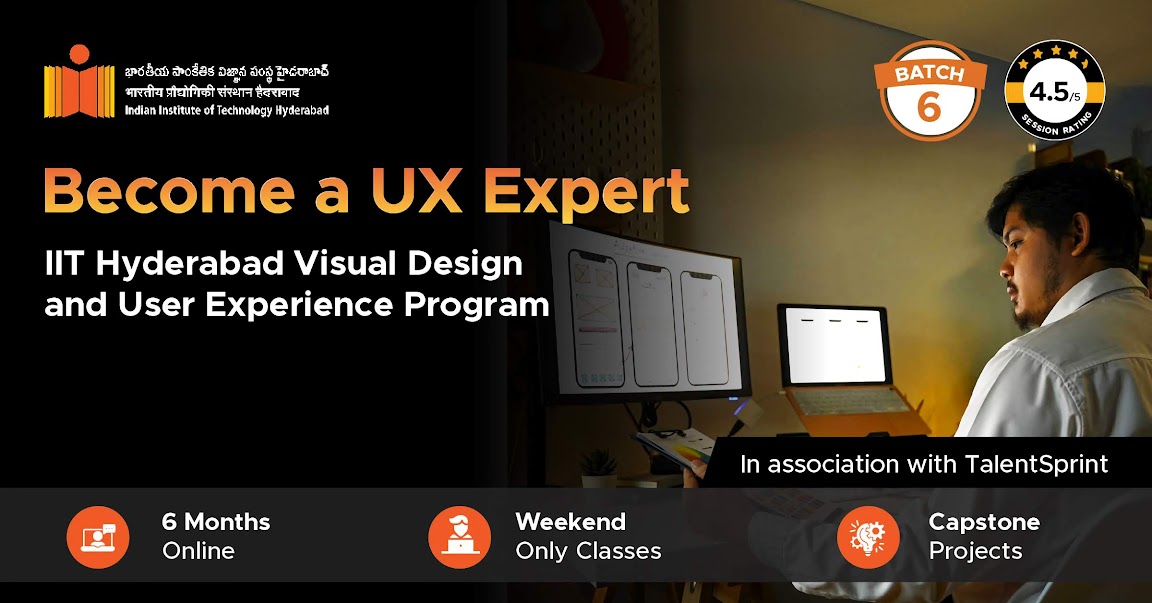 భారతీయ సాంకేతిక విజ్ఞాన సంస్థ హైదరాబాద్
भारतीय प्रौद्योगिकी संस्थान हैदराबाद
Indian Institute of Technology Hyderabad
BATCH
6
4.5/5
SESSION RATING
Become a UX Expert
IIT Hyderabad Visual Design
and User Experience Program
In association with TalentSprint
6 Months
Online
Weekend
Only Classes
Capstone
Projects